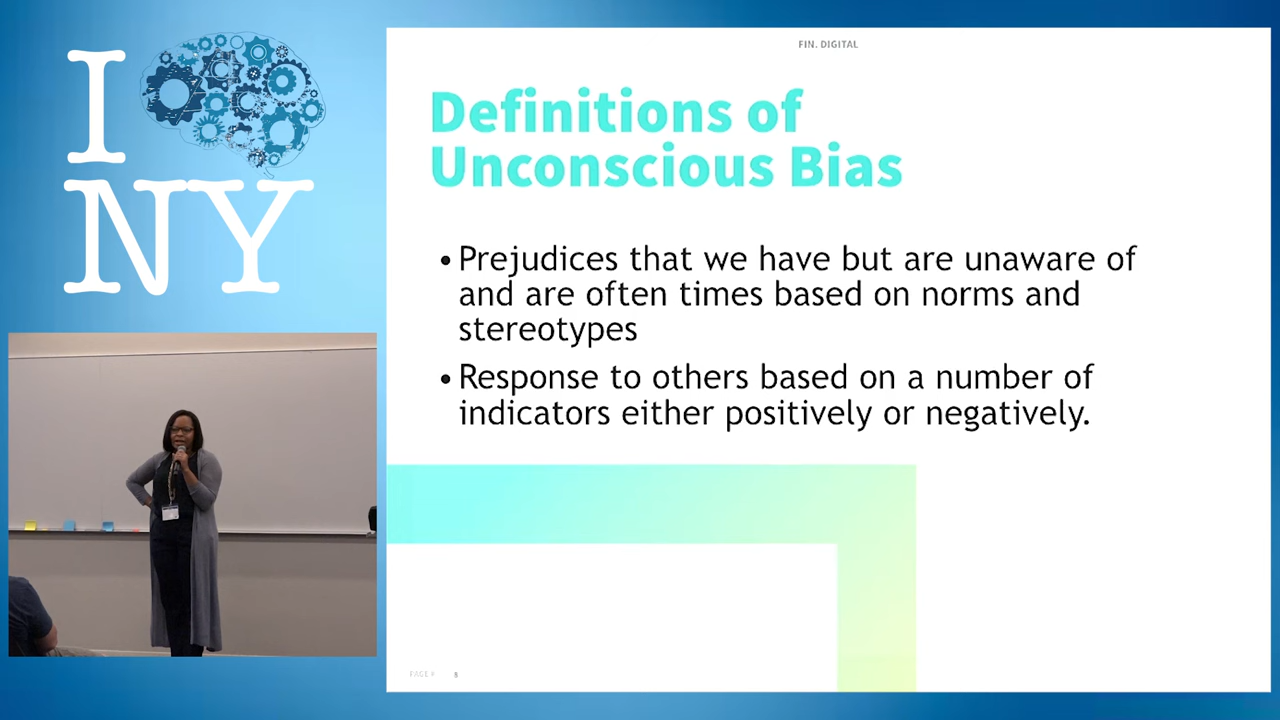 I
NY
FIN. DIGITAL
Definitions of
Unconscious Bias
• Prejudices that we have but are unaware of
and are often times based on norms and
stereotypes
• Response to others based on a number of
indicators either positively or negatively.
PAGE #